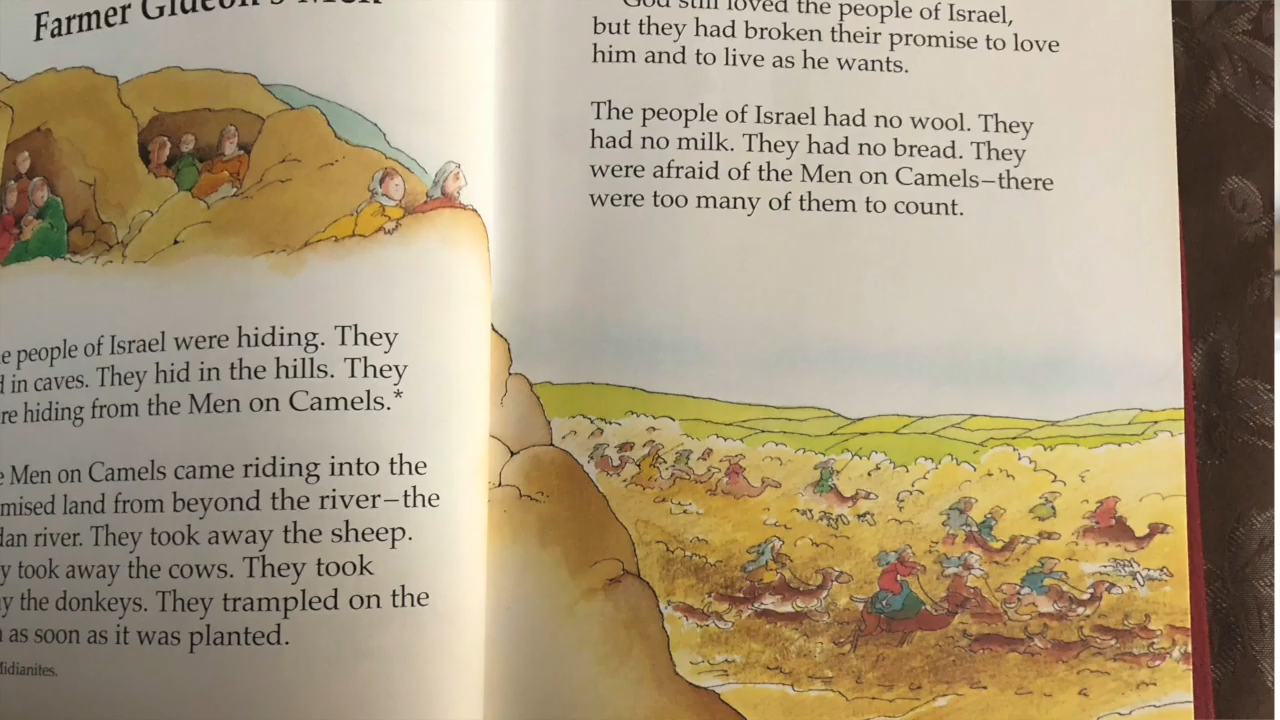 Farmer Gideon's Men
e people of Israel were hiding. They
d in caves. They hid in the hills. They
re hiding from the Men on Camels.*
e Men on Camels came riding into the
mised land from beyond the river–the
dan river. They took away the sheep.
y took away the cows. They took
y the donkeys. They trampled on the
as soon as it was planted.
Midianites.
God still loved the people of Israel,
but they had broken their promise to love
him and to live as he wants.
The people of Israel had no wool. They
had no milk. They had no bread. They
were afraid of the Men on Camels–there
were too many of them to count.